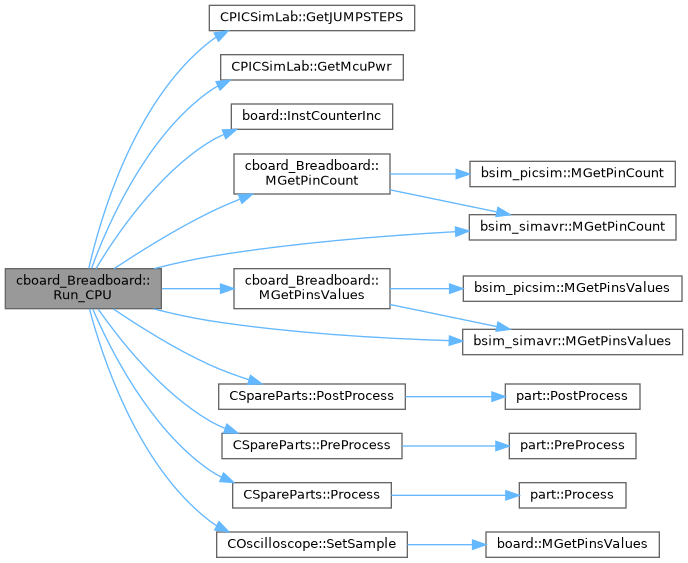 CPICSimLab::GetJUMPSTEPS
CPICSimLab::GetMcuPwr
board::InstCounterInc
cboard_Breadboard::
MGetPinCount
bsim_picsim::MGetPinCount
bsim_simavr::MGetPinCount
cboard_Breadboard::
Run_CPU
cboard_Breadboard::
MGetPinsValues
bsim_picsim::MGetPinsValues
bsim_simavr::MGetPinsValues
CSpareParts::PostProcess
part::PostProcess
CSpareParts::PreProcess
part::PreProcess
CSpareParts::Process
part::Process
COscilloscope::SetSample
board::MGetPinsValues